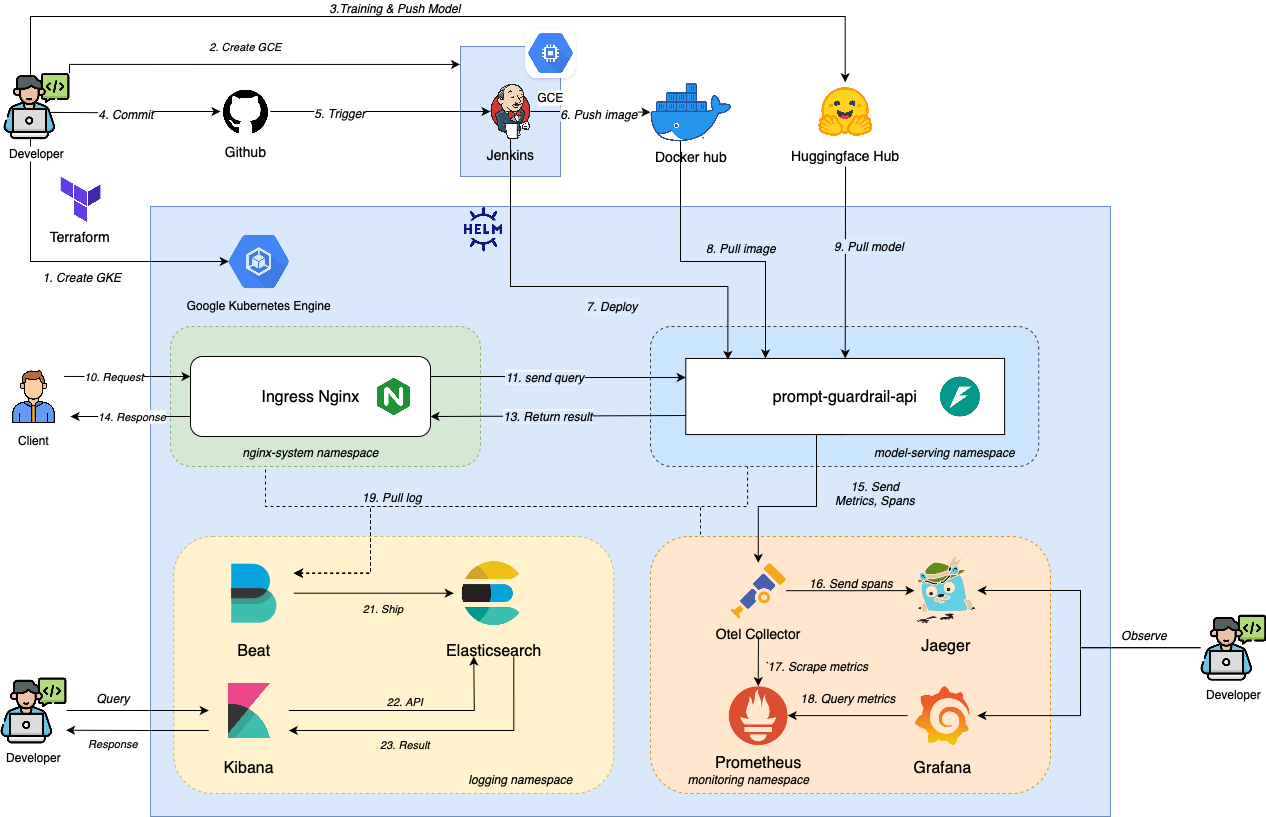 3.Training & Push Model
2. Create GCE
GCE
4. Commit
5. Trigger
6. Push image
Developer
Github
Jenkins
Docker hub
Huggingface Hub
Terraform
HELM
1. Create GKE
Google Kubernetes Engine
8. Pull image
9. Pull model
7. Deploy
10. Request
Ingress Nginx
11. send query
prompt-guardrail-api
14. Response
13. Return result
Client
nginx-system namespace
model-serving namespace
19. Pull log
15. Send
Metrics, Spans
16. Send spans
21. Ship
Otel Collector
Jaeger
Observe
Beat
Elasticsearch
`17. Scrape metrics
Developer
Query
22. API
18. Query metrics
Response
23. Result
Developer
Kibana
Prometheus
Grafana
logging namespace
monitoring namespace